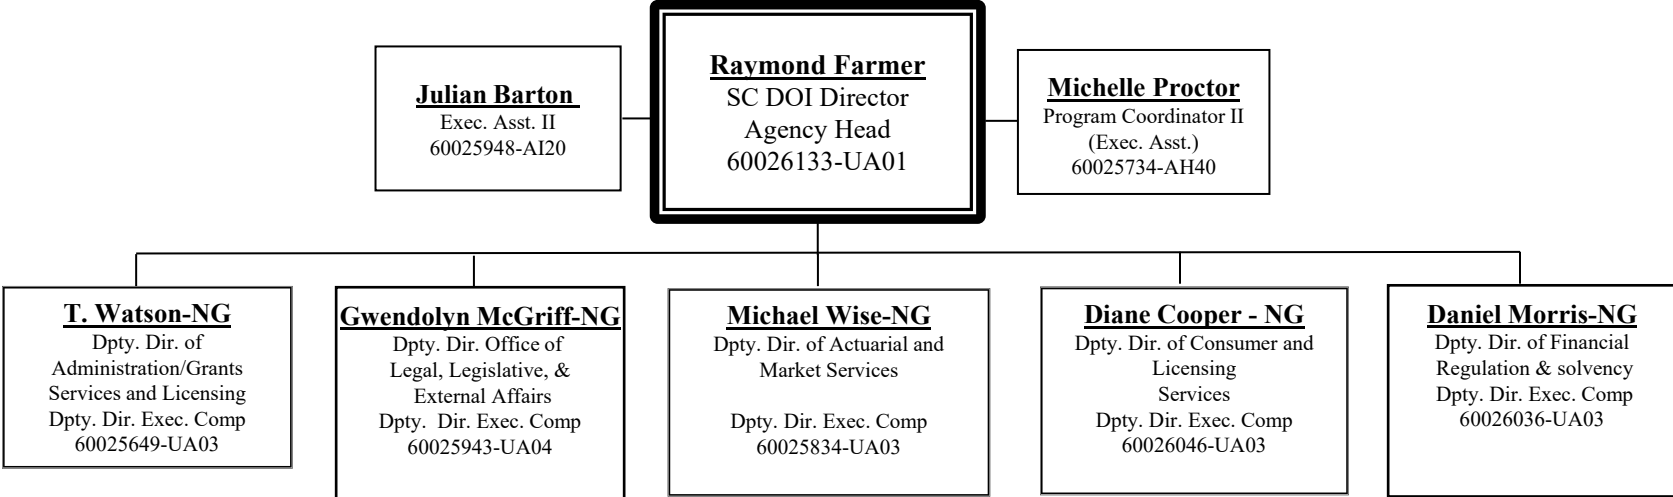 Julian Barton
Exec. Asst. II
60025948-AI20
Raymond Farmer
SC DOI Director
Agency Head
60026133-UA01
Michelle Proctor
Program Coordinator II
(Exec. Asst.)
60025734-AH40
T. Watson-NG
Dpty. Dir. of
Administration/Grants
Services and Licensing
Dpty. Dir. Exec. Comp
60025649-UA03
Gwendolyn McGriff-NG
Dpty. Dir. Office of
Legal, Legislative, &
External Affairs
Dpty.  Dir. Exec. Comp
60025943-UA04
Michael Wise-NG
Dpty. Dir. of Actuarial and
Market Services
Dpty. Dir. Exec. Comp
60025834-UA03
Diane Cooper - NG
Dpty. Dir. of Consumer and
Licensing
Services
Dpty. Dir. Exec. Comp
60026046-UA03
Daniel Morris-NG
Dpty. Dir. of Financial
Regulation & solvency
Dpty. Dir. Exec. Comp
60026036-UA03